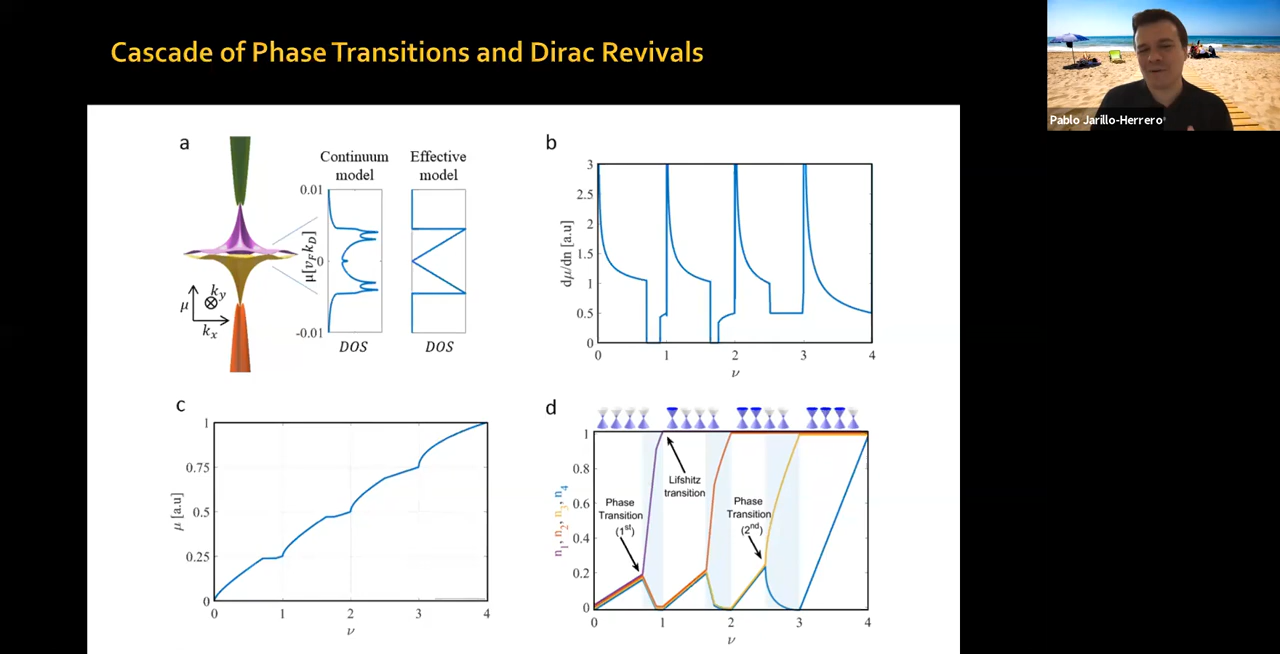 Cascade of Phase Transitions and Dirac Revivals
Pablo Jarillo-Herrero
a
Continuum
model
Effective
model
0.01
0
-0.01
μ[v_F k_D]
DOS
DOS
μ
k_y
k_x
b
3
2.5
2
1.5
1
0.5
0
dμ/dn [a.u]
0
1
2
3
4
ν
c
1
0.75
0.5
0.25
0
μ [a.u]
0
1
2
3
4
ν
d
1
0.8
0.6
0.4
0.2
0
n₁, n₂, n₃, n₄
Phase
Transition
(1st)
Lifshitz
transition
Phase
Transition
(2nd)
0
1
2
3
4
ν